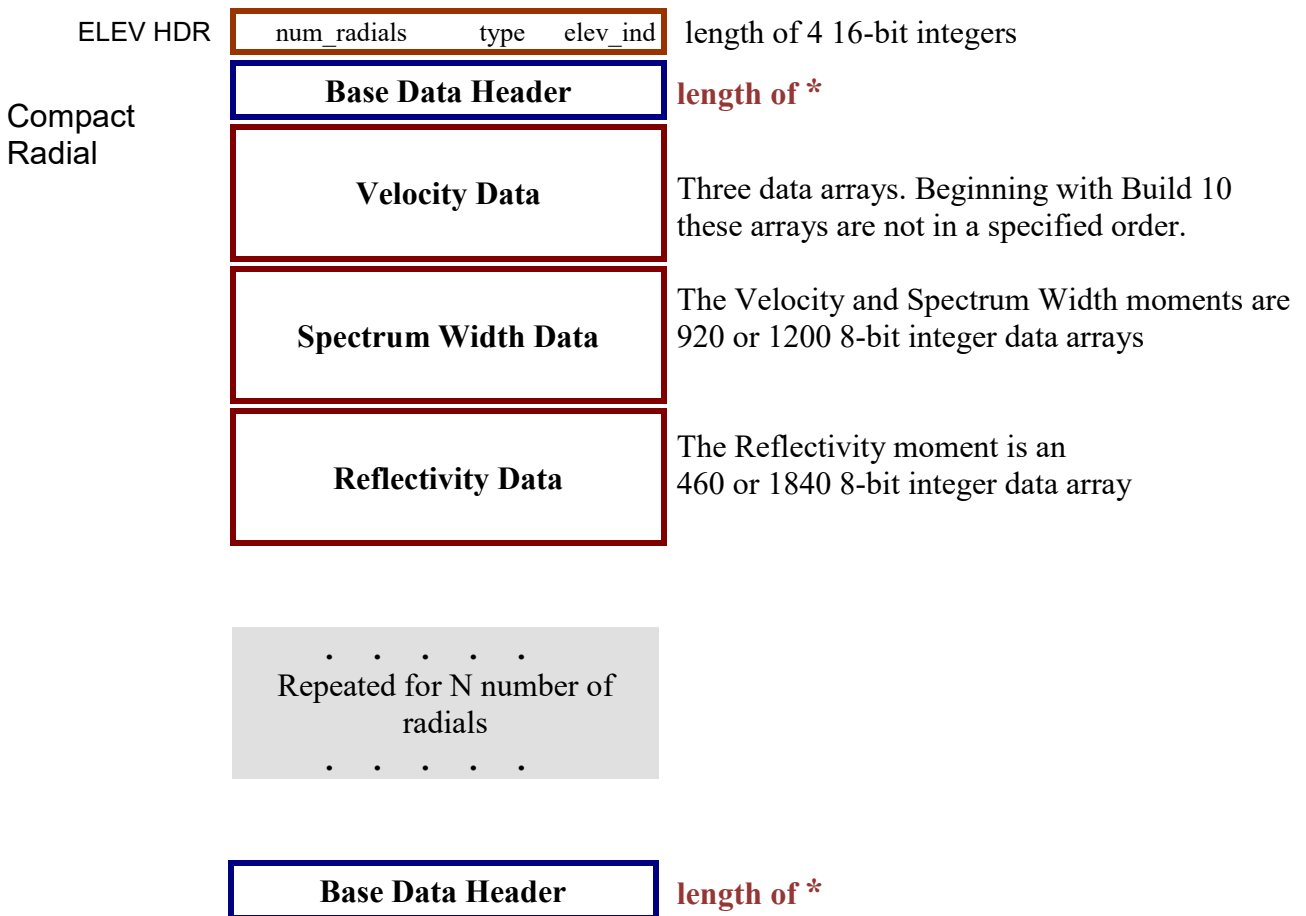 ELEV HDR num_radials type elev_ind length of 4 16-bit integers
Base Data Header length of *
Compact
Radial
Velocity Data
Three data arrays. Beginning with Build 10
these arrays are not in a specified order.
Spectrum Width Data
The Velocity and Spectrum Width moments are
920 or 1200 8-bit integer data arrays
Reflectivity Data
The Reflectivity moment is an
460 or 1840 8-bit integer data array
. . . . .
Repeated for N number of
radials
. . . . .
Base Data Header length of *